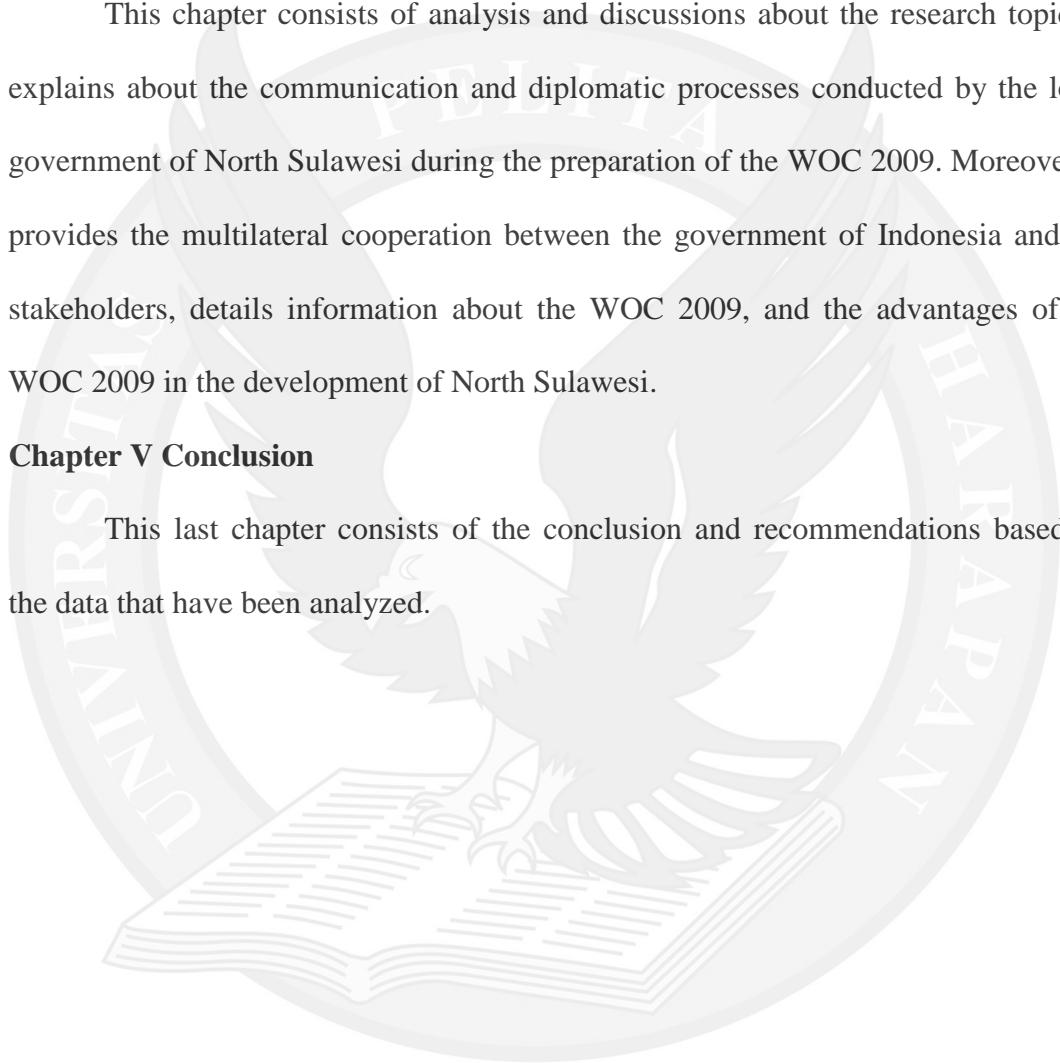 This chapter consists of analysis and discussions about the research topic
explains about the communication and diplomatic processes conducted by the
government of North Sulawesi during the preparation of the WOC 2009.
provides the multilateral cooperation between the government of Indonesia and
stakeholders, details information about the WOC 2009, and the advantages of
WOC 2009 in the development of North Sulawesi.
Chapter V Conclusion
This last chapter consists of the conclusion and recommendations based
the data that have been analyzed.
UNIVERSITAS PELITA HARAPAN